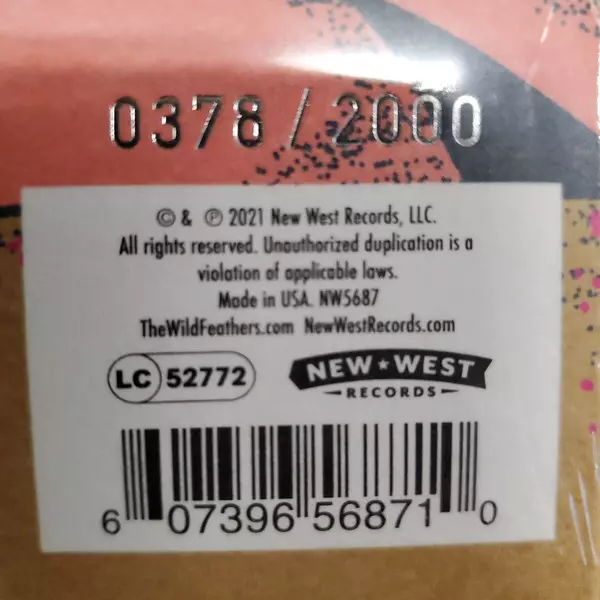 0378 / 2000
© & ℗ 2021 New West Records, LLC.
All rights reserved. Unauthorized duplication is a
violation of applicable laws.
Made in USA. NW5687
TheWildFeathers.com NewWestRecords.com
LC 52772
NEW★WEST
RECORDS
6 07396 56871 0